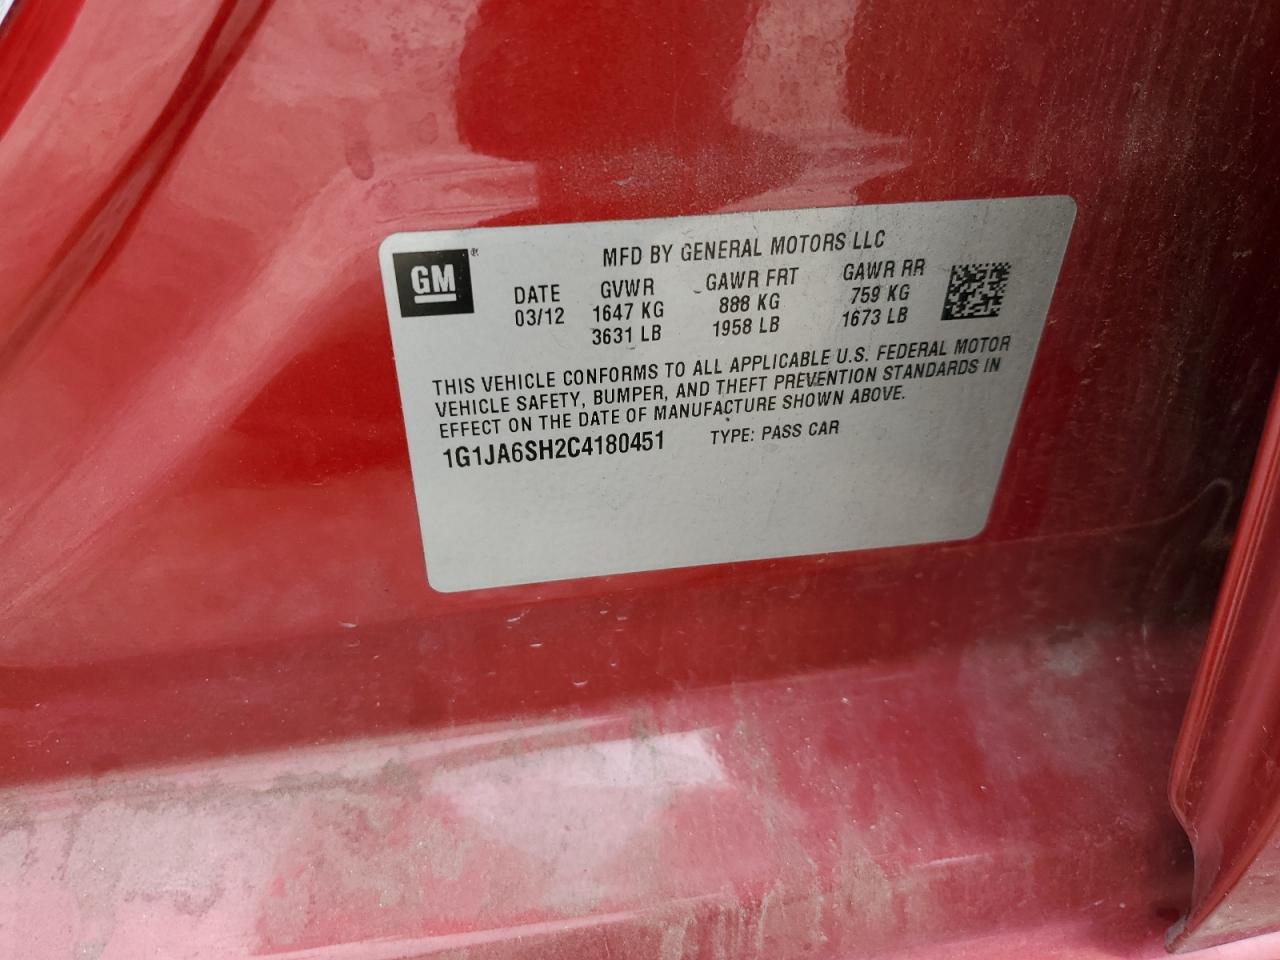 GM®
MFD BY GENERAL MOTORS LLC
DATE GVWR GAWR FRT GAWR RR
03/12 1647 KG 888 KG 759 KG
3631 LB 1958 LB 1673 LB
THIS VEHICLE CONFORMS TO ALL APPLICABLE U.S. FEDERAL MOTOR
VEHICLE SAFETY, BUMPER, AND THEFT PREVENTION STANDARDS IN
EFFECT ON THE DATE OF MANUFACTURE SHOWN ABOVE.
1G1JA6SH2C4180451 TYPE: PASS CAR